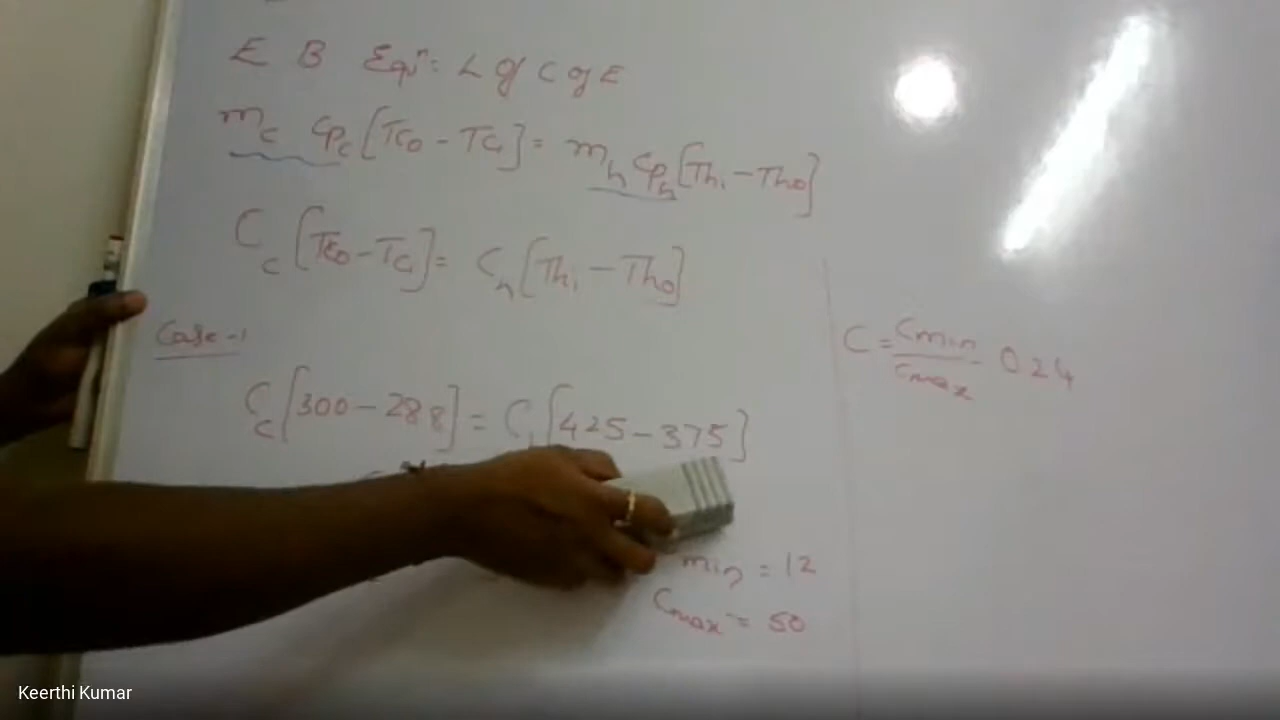 E B Eqⁿ: L of C of E
mc Cpc [Tco - Tci] = mh Cph [Thi - Tho]
Cc [Tco - Tci] = Ch [Thi - Tho]
Case-1
C = Cmin / Cmax = 0.24
Cc [300 - 288] = C [425 - 375]
min = 12
Cmax = 50
Keerthi Kumar